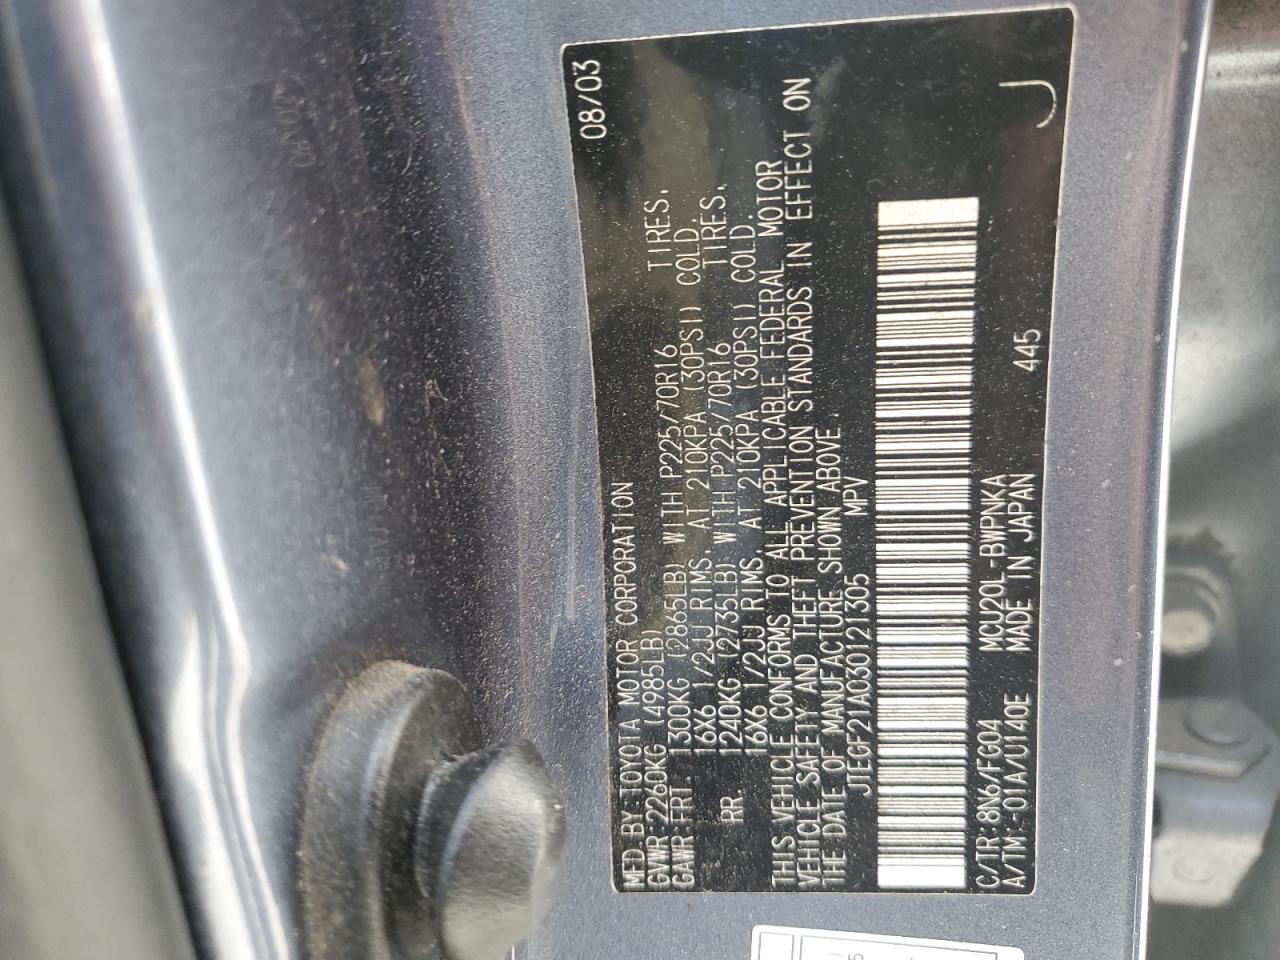 MFD. BY: TOYOTA MOTOR CORPORATION 08/03
GVWR: 2260KG (4985LB)
GAWR: FRT. 1300KG (2865LB) WITH P225/70R16 TIRES.
16X6 1/2JJ RIMS. AT 210KPA (30PSI) COLD.
RR. 1240KG (2735LB) WITH P225/70R16 TIRES.
16X6 1/2JJ RIMS. AT 210KPA (30PSI) COLD.
THIS VEHICLE CONFORMS TO ALL APPLICABLE FEDERAL MOTOR
VEHICLE SAFETY AND THEFT PREVENTION STANDARDS IN EFFECT ON
THE DATE OF MANUFACTURE SHOWN ABOVE.
JTEGF21A030121305 MPV
C/TR: 8N6/FG04 MCU20L-BWPNKA
A/TM: -01A/U140E MADE IN JAPAN 445 J